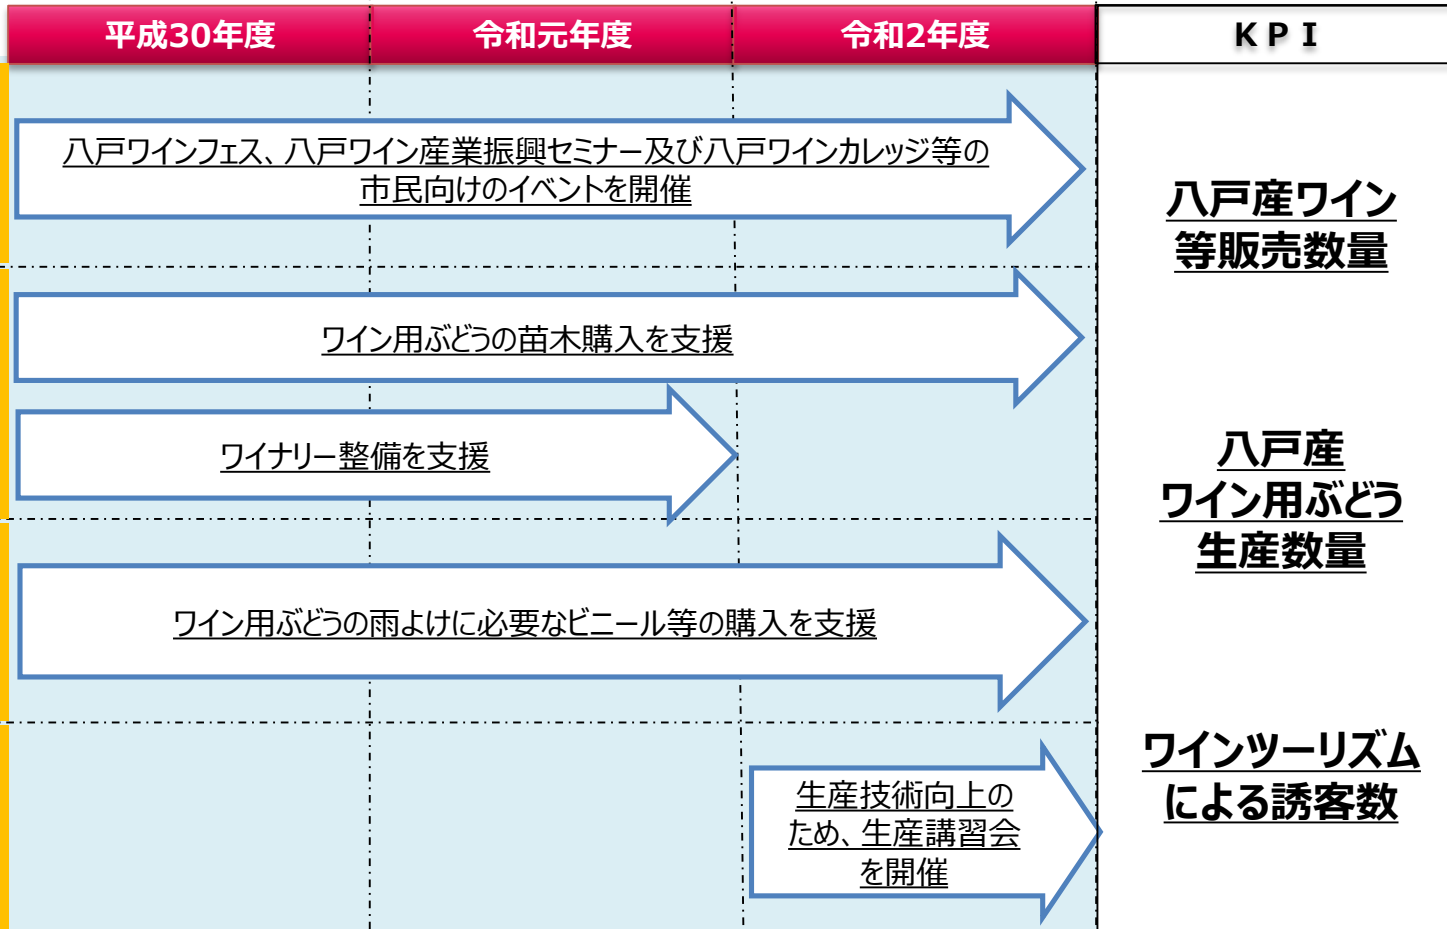 平成30年度
令和元年度
令和2年度
ＫＰＩ
八戸ワインフェス、八戸ワイン産業振興セミナー及び八戸ワインカレッジ等の
市民向けのイベントを開催
ワイン用ぶどうの苗木購入を支援
ワイナリー整備を支援
ワイン用ぶどうの雨よけに必要なビニール等の購入を支援
生産技術向上の
ため、生産講習会
を開催
八戸産ワイン
等販売数量
八戸産
ワイン用ぶどう
生産数量
ワインツーリズム
による誘客数